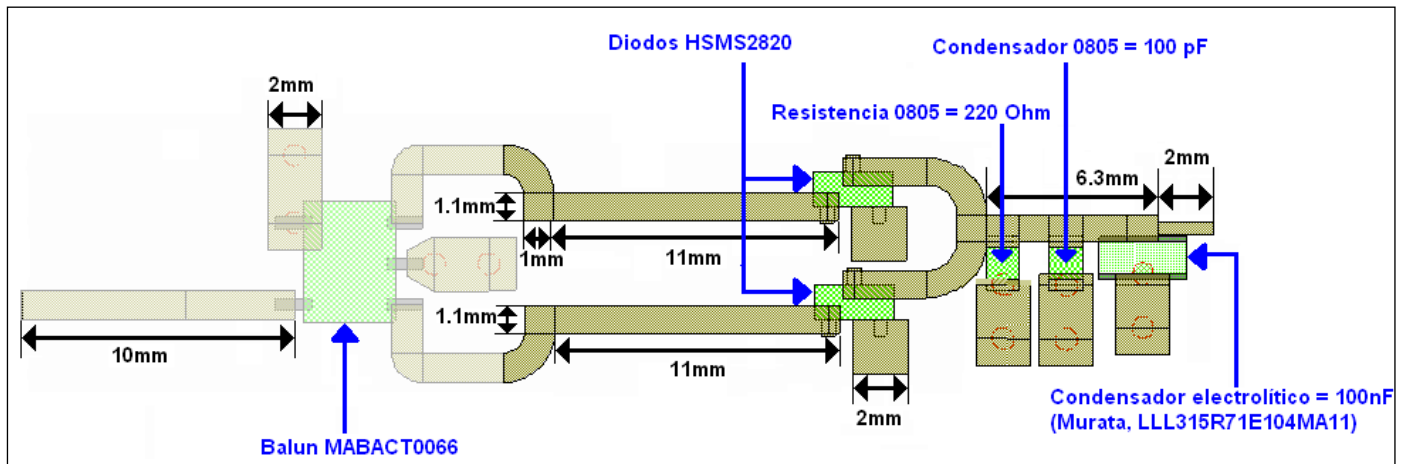 Diodos HSMS2820
Condensador 0805 = 100 pF
2mm
Resistencia 0805 = 220 Ohm
2mm
6.3mm
1.1mm
1mm
11mm
1.1mm
10mm
11mm
2mm
Condensador electrolítico = 100nF
(Murata, LLL315R71E104MA11)
Balun MABACT0066